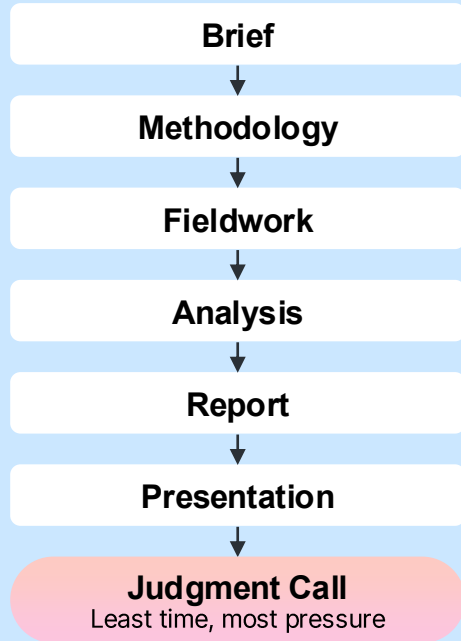 Brief
Methodology
Fieldwork
Analysis
Report
Presentation
Judgment Call
Least time, most pressure